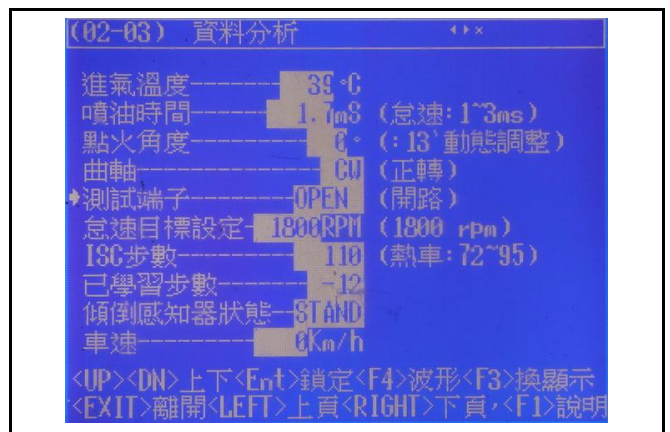 (02-03) 資料分析
進氣溫度--------39 °C
噴油時間-------1.7mS (怠速:1~3ms)
點火角度----------0° (:13`動態調整)
曲軸------------CW (正轉)
測試端子-------OPEN (開路)
怠速目標設定-1800RPM (1800 rpm)
ISC步數---------110 (熱車:72~95)
已學習步數-------12
傾倒感知器狀態--STAND
車速----------0Km/h
<UP><DN>上下<Ent>鎖定<F4>波形<F3>換顯示
<EXIT>離開<LEFT>上頁<RIGHT>下頁,<F1>說明